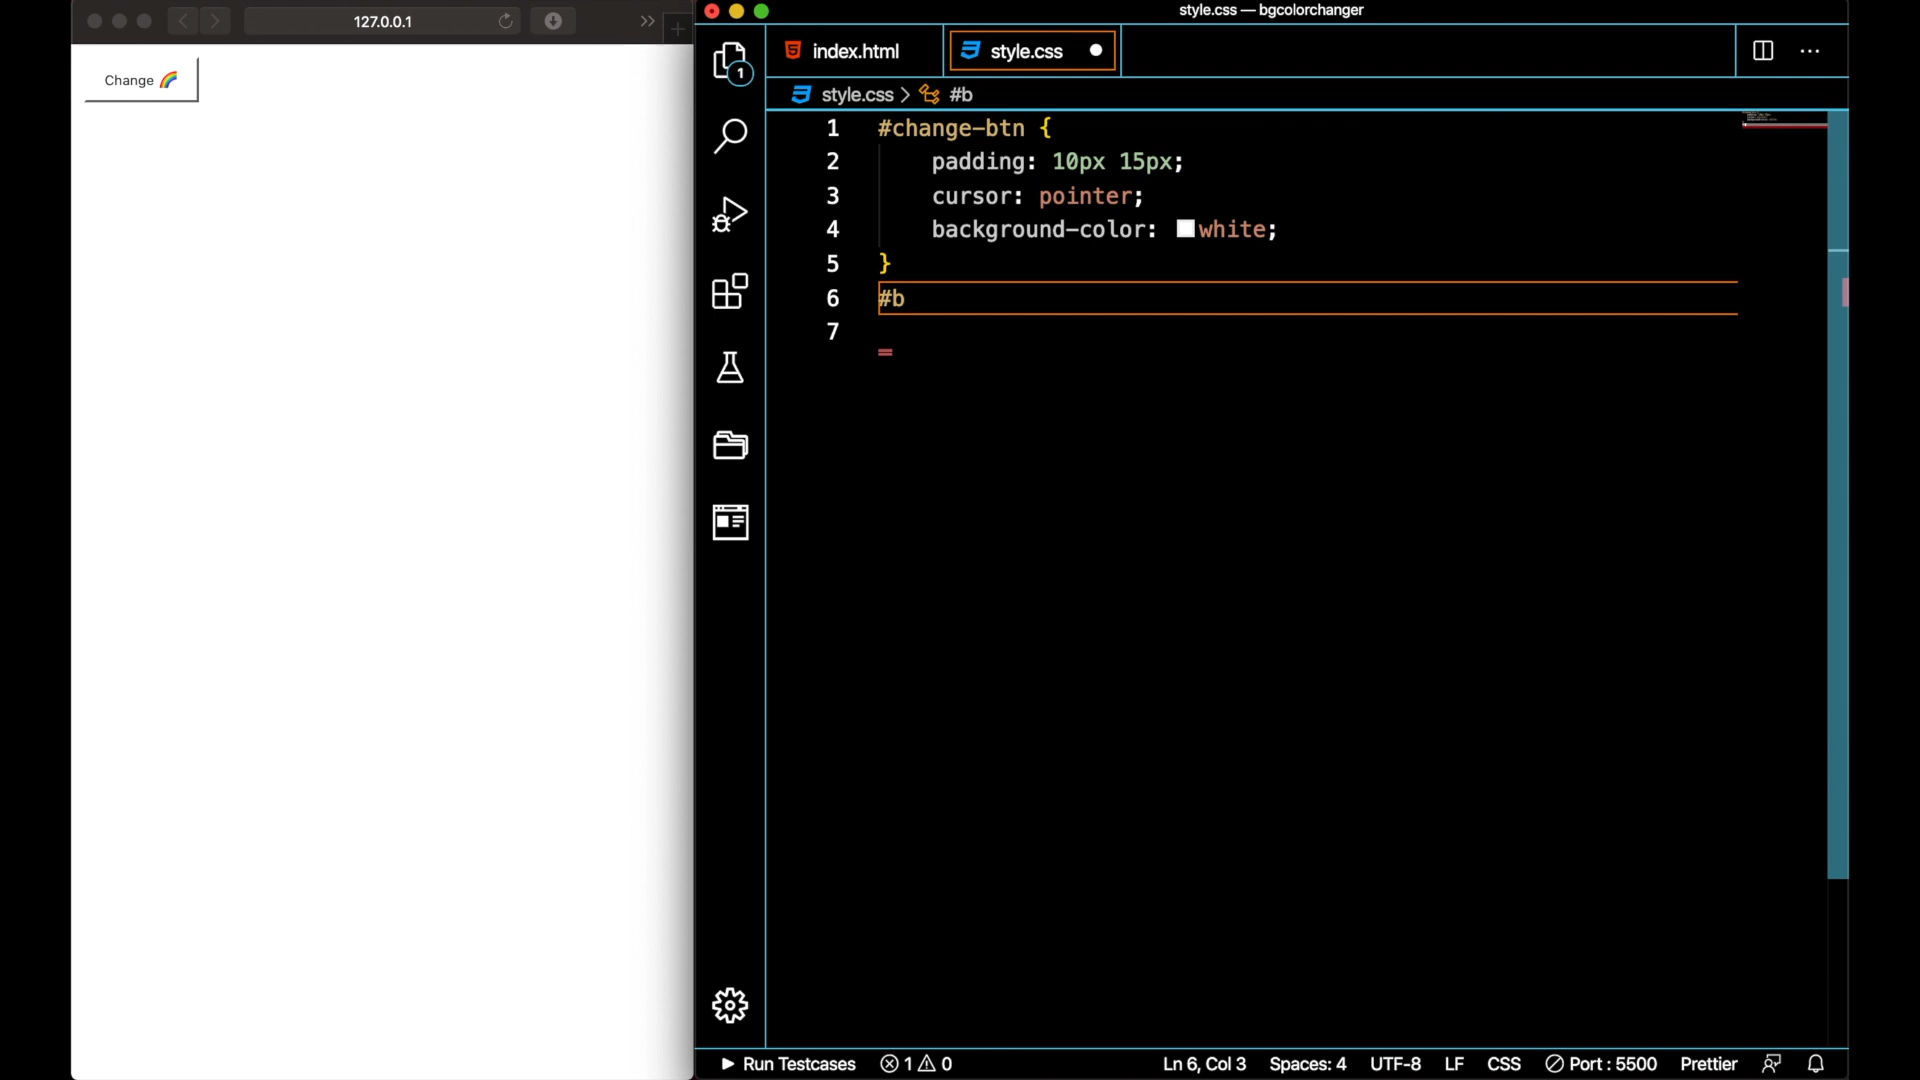 127.0.0.1
Change 🌈
style.css — bgcolorchanger
index.html
style.css
1
style.css > #b
1 #change-btn {
2 padding: 10px 15px;
3 cursor: pointer;
4 background-color: white;
5 }
6 #b
7
Run Testcases 1 0 Ln 6, Col 3 Spaces: 4 UTF-8 LF CSS Port : 5500 Prettier